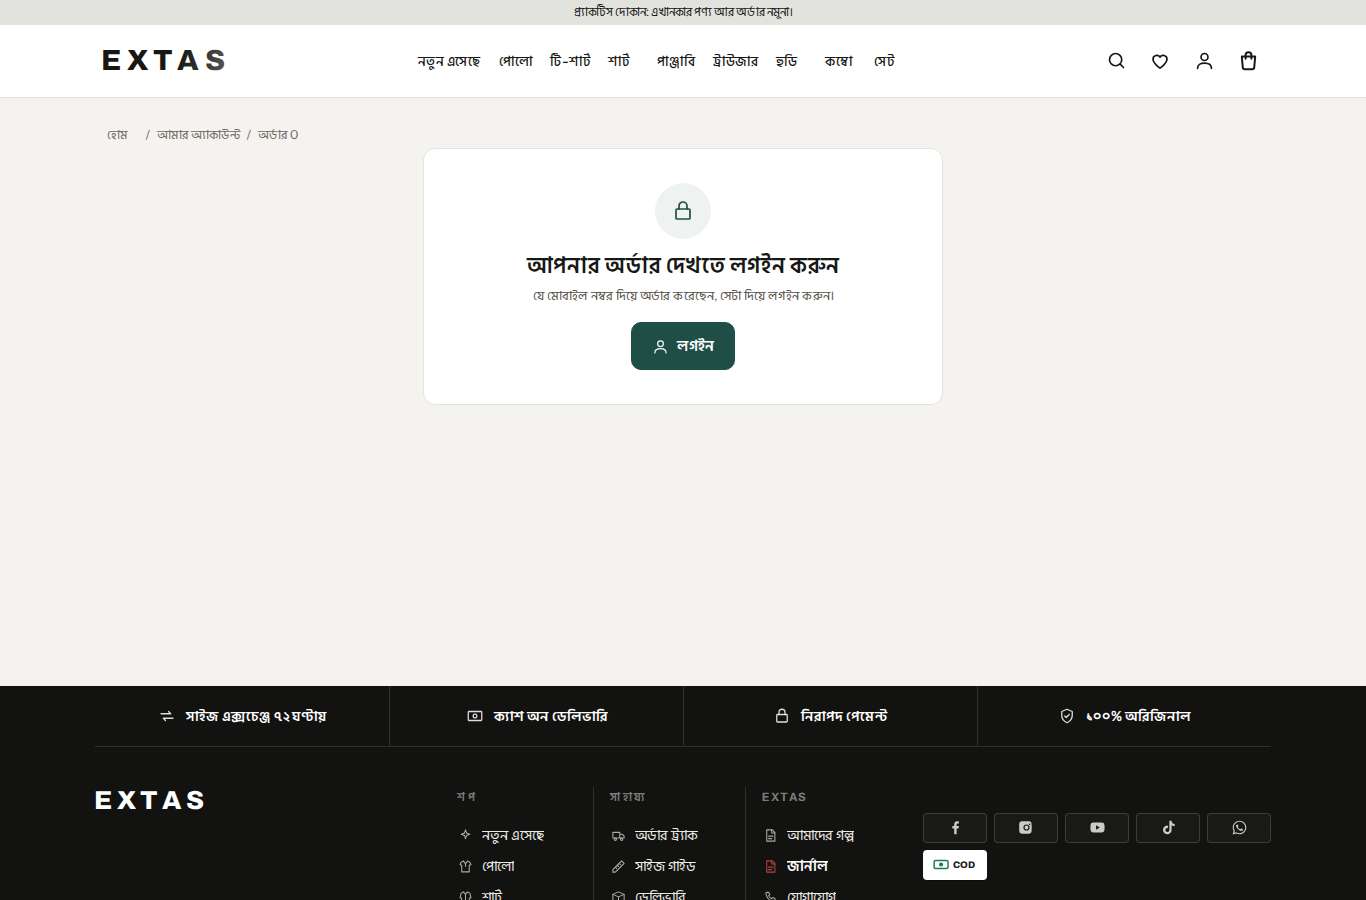 প্র্যাকটিস দোকান: এখানকার পণ্য আর অর্ডার নমুনা।
EXTAS
নতুন এসেছে পোলো টি-শার্ট শার্ট পাঞ্জাবি ট্রাউজার হুডি কম্বো সেট
হোম / আমার অ্যাকাউন্ট / অর্ডার 0
আপনার অর্ডার দেখতে লগইন করুন
যে মোবাইল নম্বর দিয়ে অর্ডার করেছেন, সেটা দিয়ে লগইন করুন।
লগইন
সাইজ এক্সচেঞ্জ ৭২ ঘণ্টায়
ক্যাশ অন ডেলিভারি
নিরাপদ পেমেন্ট
১০০% অরিজিনাল
EXTAS
শপ
নতুন এসেছে
পোলো
শার্ট
সাহায্য
অর্ডার ট্র্যাক
সাইজ গাইড
ডেলিভারি
EXTAS
আমাদের গল্প
জার্নাল
যোগাযোগ
COD